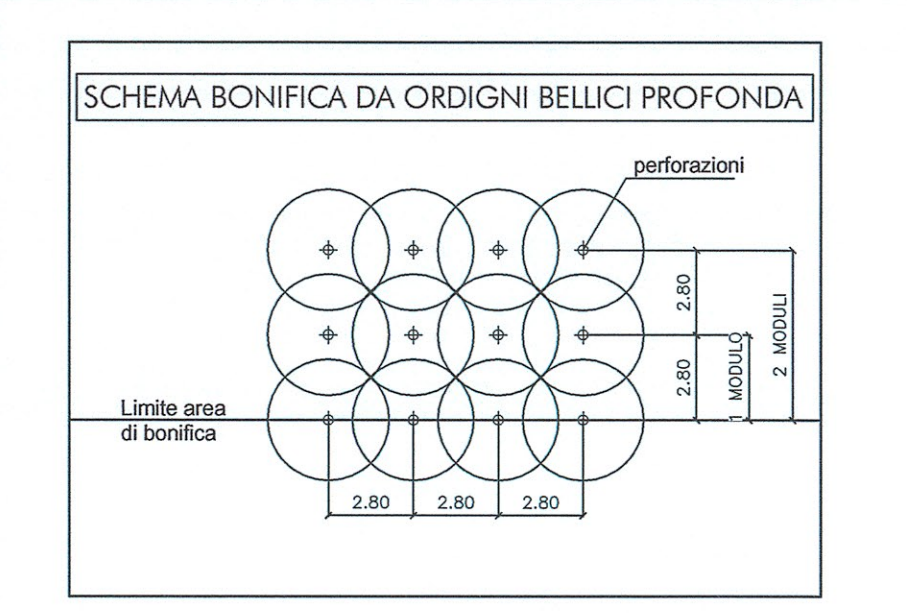 SCHEMA BONIFICA DA ORDIGNI BELLICI PROFONDA
perforazioni
2.80
2.80
1 MODULO
2 MODULI
Limite area
di bonifica
2.80
2.80
2.80